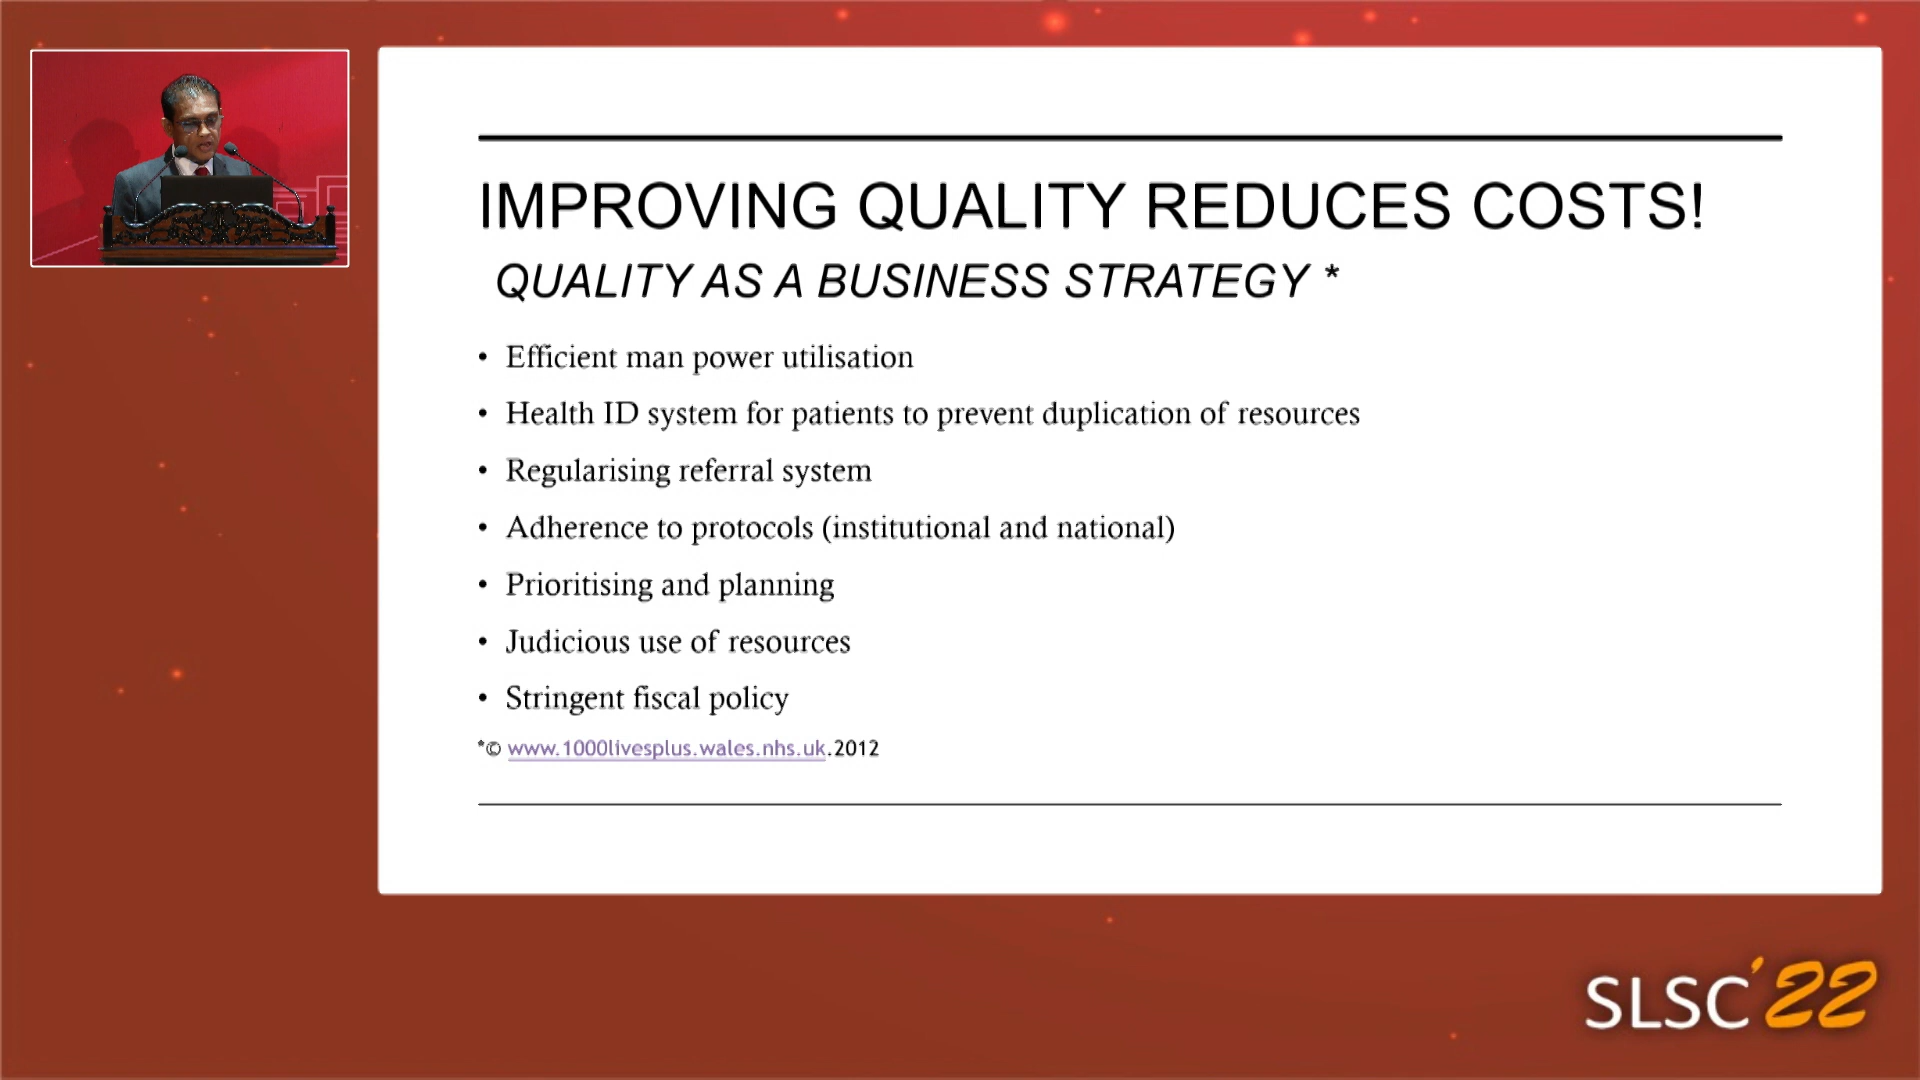 IMPROVING QUALITY REDUCES COSTS!
QUALITY AS A BUSINESS STRATEGY *
• Efficient man power utilisation
• Health ID system for patients to prevent duplication of resources
• Regularising referral system
• Adherence to protocols (institutional and national)
• Prioritising and planning
• Judicious use of resources
• Stringent fiscal policy
*© www.1000livesplus.wales.nhs.uk.2012
SLSC'22